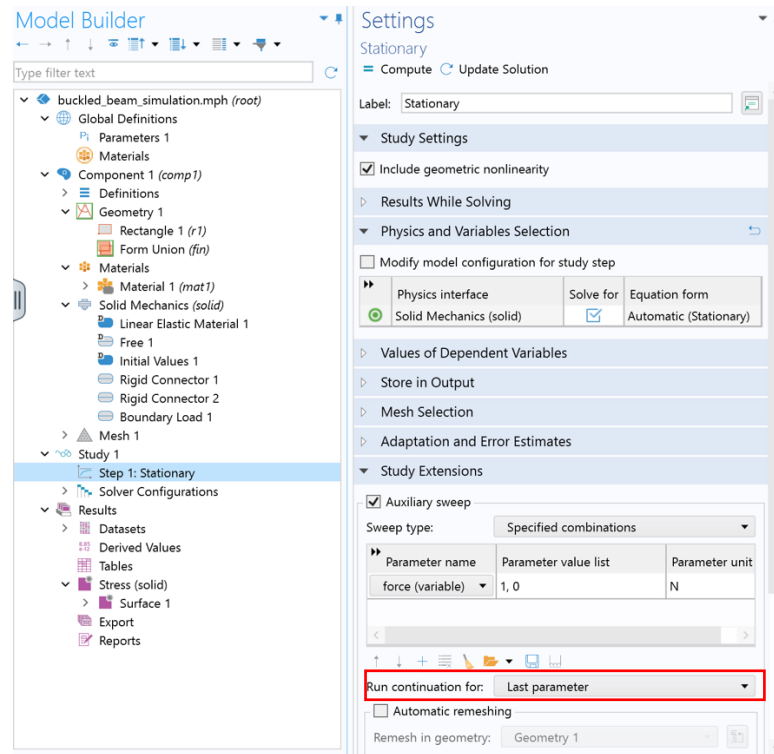 Model Builder
Type filter text
buckled_beam_simulation.mph (root)
Global Definitions
Pi Parameters 1
Materials
Component 1 (comp1)
Definitions
Geometry 1
Rectangle 1 (r1)
Form Union (fin)
Materials
Material 1 (mat1)
Solid Mechanics (solid)
Linear Elastic Material 1
Free 1
Initial Values 1
Rigid Connector 1
Rigid Connector 2
Boundary Load 1
Mesh 1
Study 1
Step 1: Stationary
Solver Configurations
Results
Datasets
8.85
e-12
Derived Values
Tables
Stress (solid)
Surface 1
Export
Reports
Settings
Stationary
= Compute Update Solution
Label: Stationary
Study Settings
Include geometric nonlinearity
Results While Solving
Physics and Variables Selection
Modify model configuration for study step
Physics interface Solve for Equation form
Solid Mechanics (solid) Automatic (Stationary)
Values of Dependent Variables
Store in Output
Mesh Selection
Adaptation and Error Estimates
Study Extensions
Auxiliary sweep
Sweep type: Specified combinations
Parameter name Parameter value list Parameter unit
force (variable) 1, 0 N
Run continuation for: Last parameter
Automatic remeshing
Remesh in geometry: Geometry 1